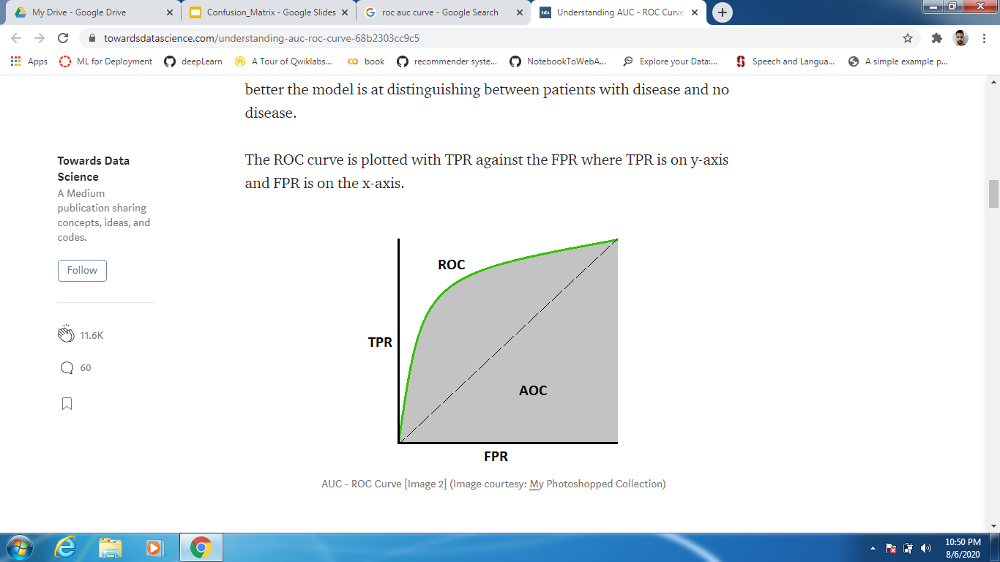 My Drive - Google Drive
Confusion_Matrix - Google Slides
roc auc curve - Google Search
tds
Understanding AUC - ROC Curve
towardsdatascience.com/understanding-auc-roc-curve-68b2303cc9c5
Apps
ML for Deployment
deepLearn
A Tour of Qwiklabs...
book
recommender syste...
NotebookToWebA...
Explore your Data:...
Speech and Langua...
A simple example p...
better the model is at distinguishing between patients with disease and no
disease.
The ROC curve is plotted with TPR against the FPR where TPR is on y-axis
and FPR is on the x-axis.
Towards Data
Science
A Medium
publication sharing
concepts, ideas, and
codes.
Follow
11.6K
60
ROC
TPR
AOC
FPR
AUC - ROC Curve [Image 2] (Image courtesy: My Photoshopped Collection)
10:50 PM
8/6/2020